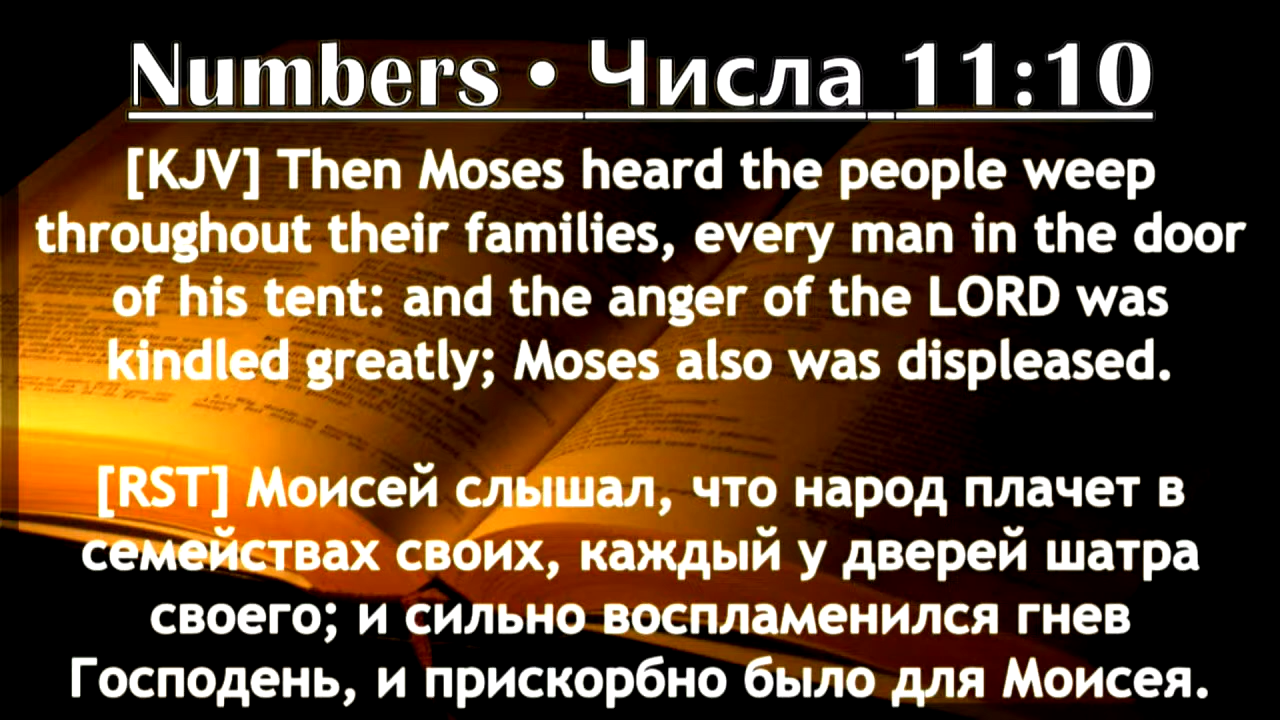 Numbers • Числа 11:10
[KJV] Then Moses heard the people weep
throughout their families, every man in the door
of his tent: and the anger of the LORD was
kindled greatly; Moses also was displeased.
[RST] Моисей слышал, что народ плачет в
семействах своих, каждый у дверей шатра
своего; и сильно воспламенился гнев
Господень, и прискорбно было для Моисея.